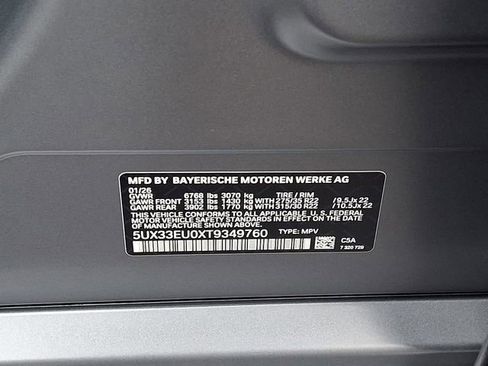 MFD BY BAYERISCHE MOTOREN WERKE AG
01/26
GVWR 6768 lbs 3070 kg TIRE / RIM
GAWR FRONT 3153 lbs 1430 kg WITH 275/35 R22 / 9.5Jx 22
GAWR REAR 3902 lbs 1770 kg WITH 315/30 R22 / 10.5Jx 22
THIS VEHICLE CONFORMS TO ALL APPLICABLE U.S. FEDERAL
MOTOR VEHICLE SAFETY STANDARDS IN EFFECT ON THE DATE
OF MANUFACTURE SHOWN ABOVE.
5UX33EU0XT9349760 TYPE: MPV C5A
7 320 729